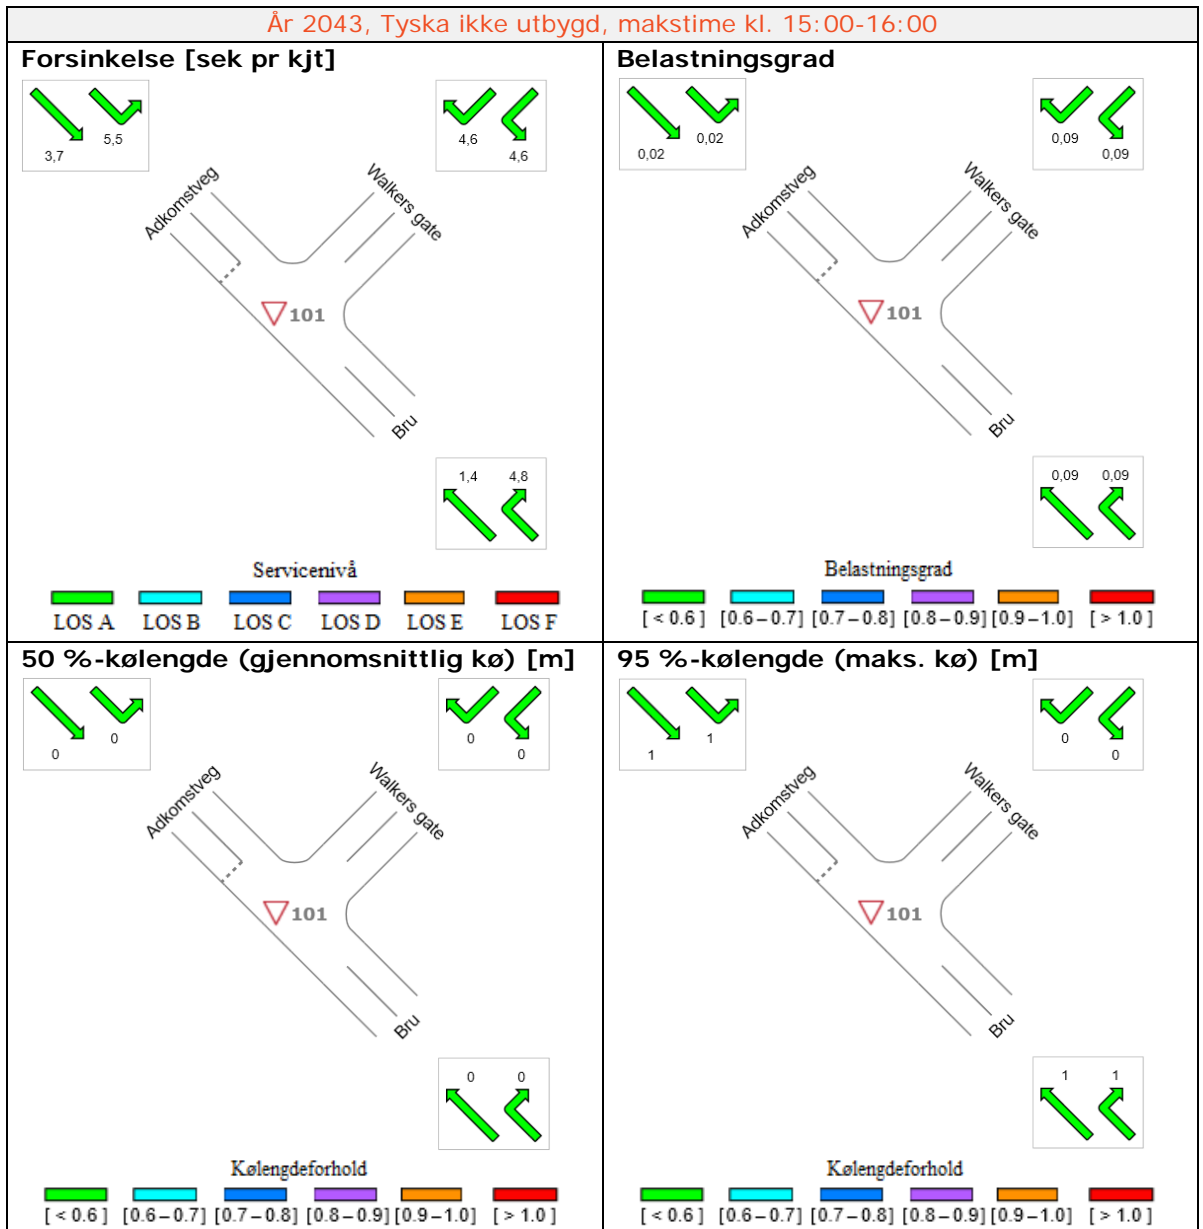 År 2043, Tyska ikke utbygd, makstime kl. 15:00-16:00
Forsinkelse [sek pr kjt]
3,7 5,5
4,6 4,6
Adkomstveg
Walkers gate
101
Bru
1,4 4,8
Servicenivå
LOS A LOS B LOS C LOS D LOS E LOS F
Belastningsgrad
0,02 0,02
0,09 0,09
Adkomstveg
Walkers gate
101
Bru
0,09 0,09
Belastningsgrad
[ < 0.6 ] [0.6 – 0.7] [0.7 – 0.8] [0.8 – 0.9] [0.9 – 1.0] [ > 1.0 ]
50 %-kølengde (gjennomsnittlig kø) [m]
0 0
0 0
Adkomstveg
Walkers gate
101
Bru
0 0
Kølengdeforhold
[ < 0.6 ] [0.6 – 0.7] [0.7 – 0.8] [0.8 – 0.9] [0.9 – 1.0] [ > 1.0 ]
95 %-kølengde (maks. kø) [m]
1 1
0 0
Adkomstveg
Walkers gate
101
Bru
1 1
Kølengdeforhold
[ < 0.6 ] [0.6 – 0.7] [0.7 – 0.8] [0.8 – 0.9] [0.9 – 1.0] [ > 1.0 ]